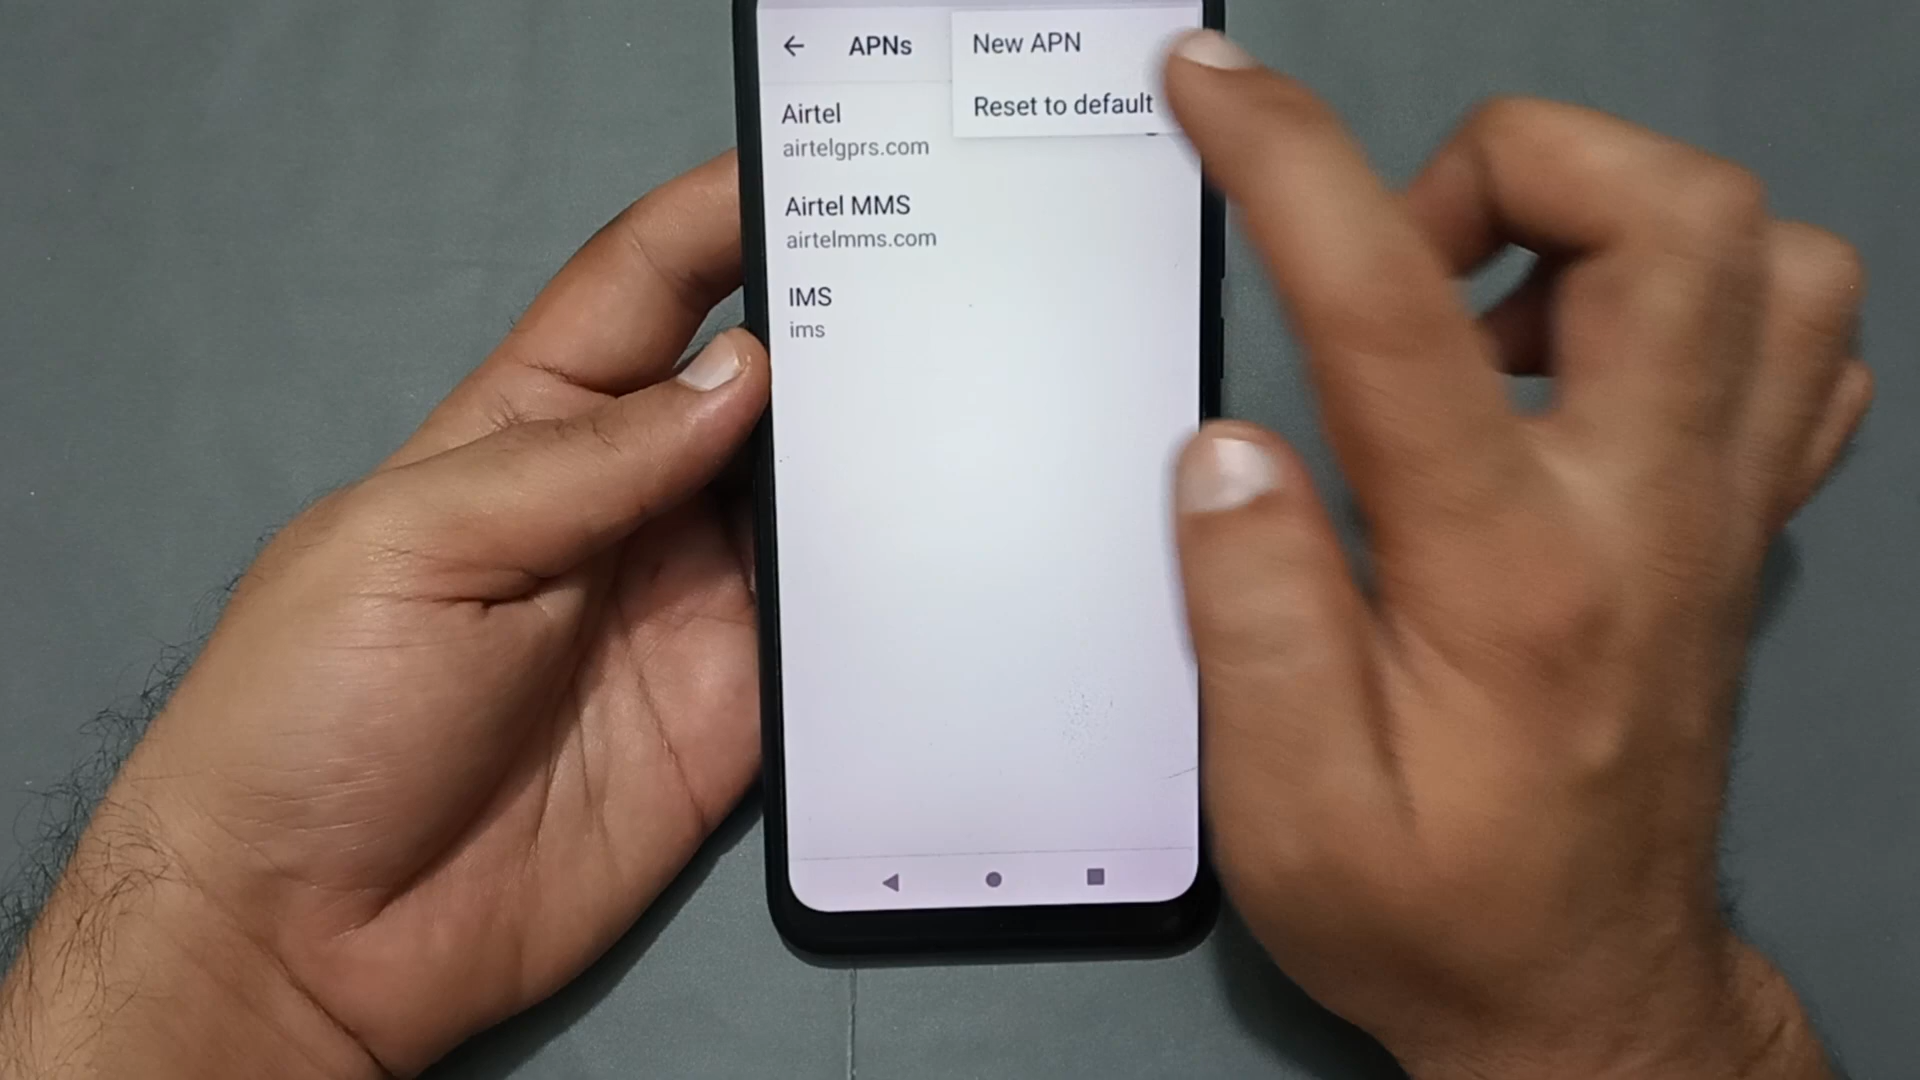 APNs
New APN
Reset to default
Airtel
airtelgprs.com
Airtel MMS
airtelmms.com
IMS
ims